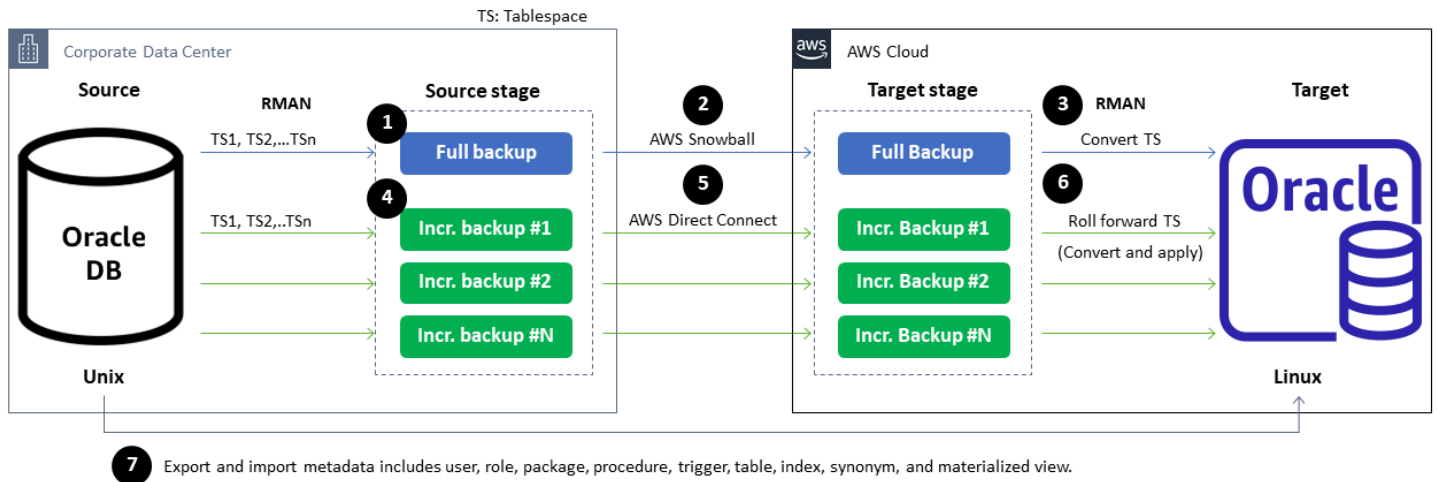 TS: Tablespace
Corporate Data Center
aws
AWS Cloud
Source
RMAN
Source stage
2
Target stage
3
RMAN
Target
1
TS1, TS2,...TSn
Full backup
AWS Snowball
Full Backup
Convert TS
4
5
6
TS1, TS2,..TSn
Incr. backup #1
AWS Direct Connect
Incr. Backup #1
Roll forward TS
(Convert and apply)
Oracle
DB
Incr. backup #2
Incr. Backup #2
Oracle
Incr. backup #N
Incr. Backup #N
Unix
Linux
7
Export and import metadata includes user, role, package, procedure, trigger, table, index, synonym, and materialized view.